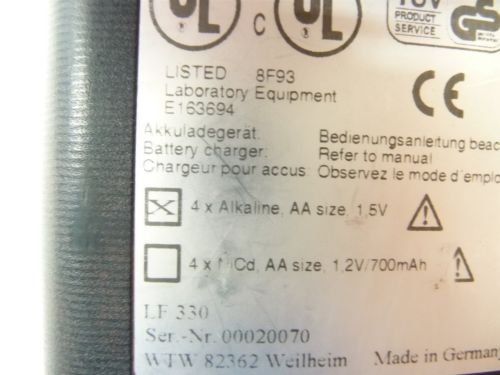 UL C UL TÜV
PRODUCT
SERVICE GS
LISTED 8F93
Laboratory Equipment
E163694 CE
Akkuladegerät: Bedienungsanleitung beac
Battery charger: Refer to manual
Chargeur pour accus: Observez le mode d'emplo
4 x Alkaline, AA size, 1,5V
4 x NiCd, AA size, 1,2V/700mAh
LF 330
Ser.-Nr. 00020070
WTW 82362 Weilheim Made in Germany